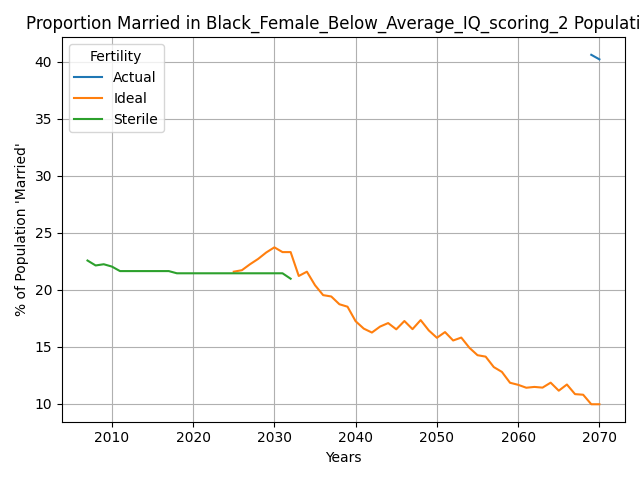 Proportion Married in Black_Female_Below_Average_IQ_scoring_2 Populati
Fertility
Actual
Ideal
Sterile
% of Population 'Married'
40
35
30
25
20
15
10
2010 2020 2030 2040 2050 2060 2070
Years